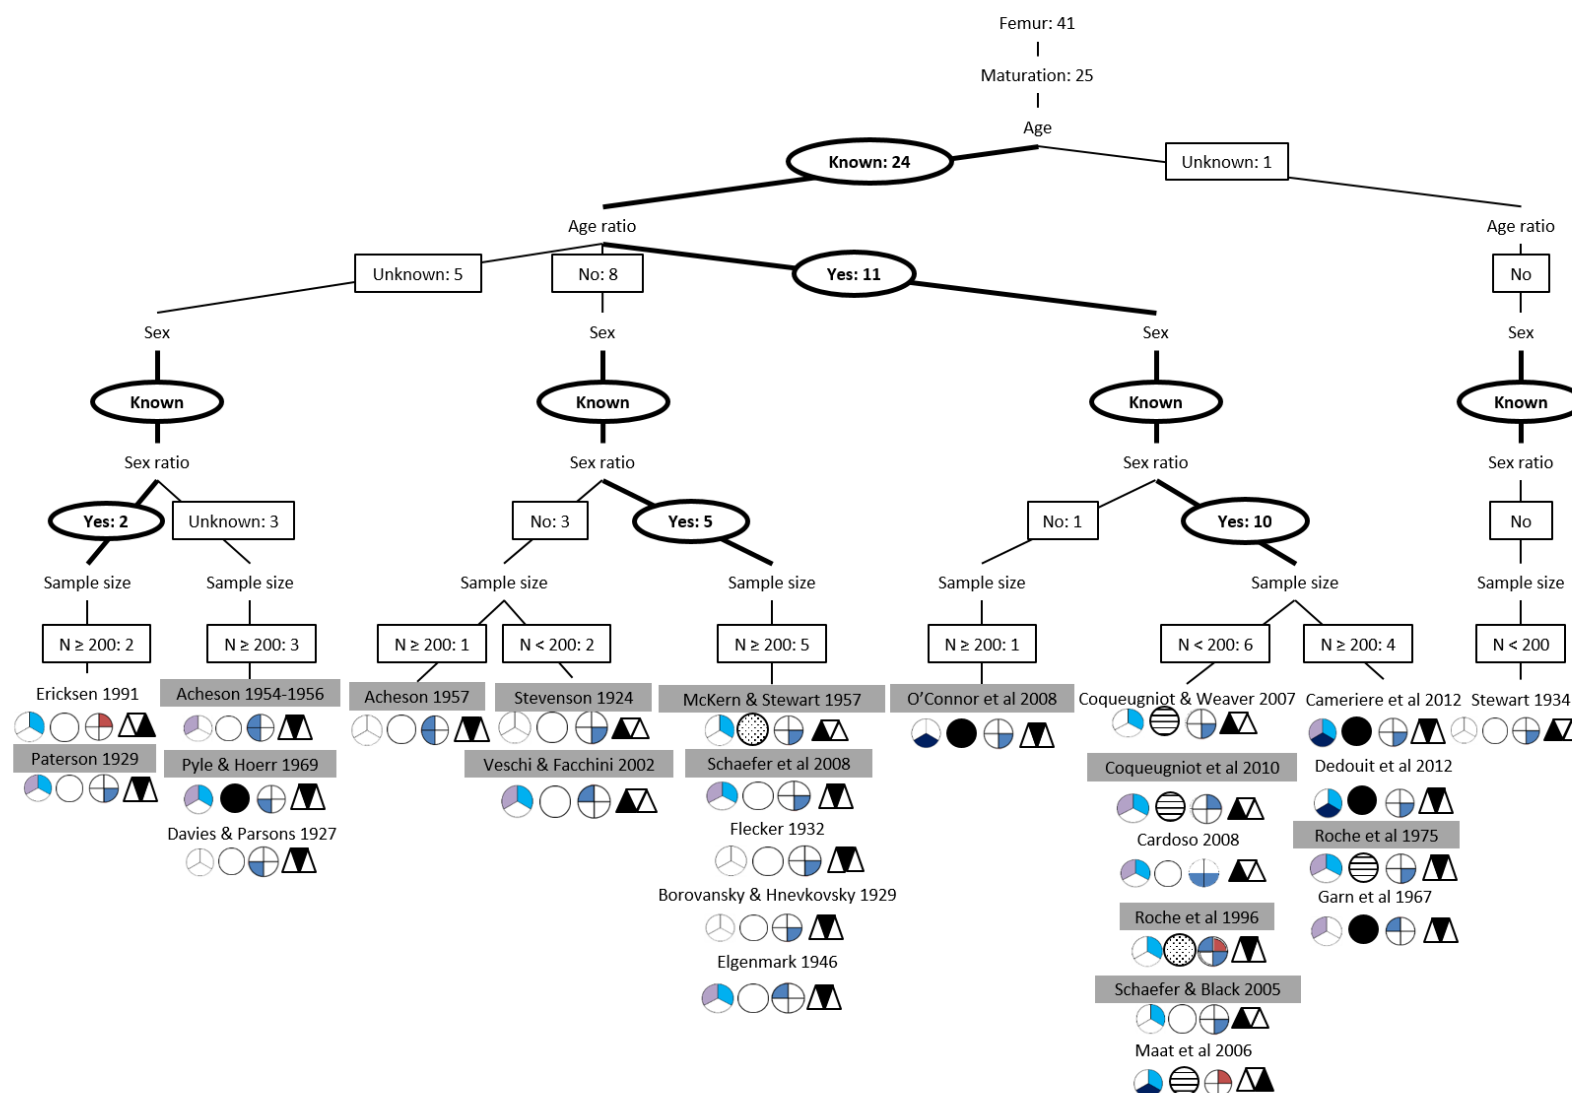 Femur: 41
Maturation: 25
Age
Known: 24
Unknown: 1
Age ratio
Age ratio
Unknown: 5
No: 8
Yes: 11
No
Sex
Sex
Sex
Sex
Known
Known
Known
Known
Sex ratio
Sex ratio
Sex ratio
Sex ratio
Yes: 2
Unknown: 3
No: 3
Yes: 5
No: 1
Yes: 10
No
Sample size
Sample size
Sample size
Sample size
Sample size
Sample size
Sample size
N ≥ 200: 2
N ≥ 200: 3
N ≥ 200: 1
N < 200: 2
N ≥ 200: 5
N ≥ 200: 1
N < 200: 6
N ≥ 200: 4
N < 200
Ericksen 1991
Paterson 1929
Acheson 1954-1956
Pyle & Hoerr 1969
Davies & Parsons 1927
Acheson 1957
Stevenson 1924
Veschi & Facchini 2002
McKern & Stewart 1957
Schaefer et al 2008
Flecker 1932
Borovansky & Hnevkovsky 1929
Elgenmark 1946
O'Connor et al 2008
Coqueugniot & Weaver 2007
Coqueugniot et al 2010
Cardoso 2008
Roche et al 1996
Schaefer & Black 2005
Maat et al 2006
Cameriere et al 2012
Dedouit et al 2012
Roche et al 1975
Garn et al 1967
Stewart 1934